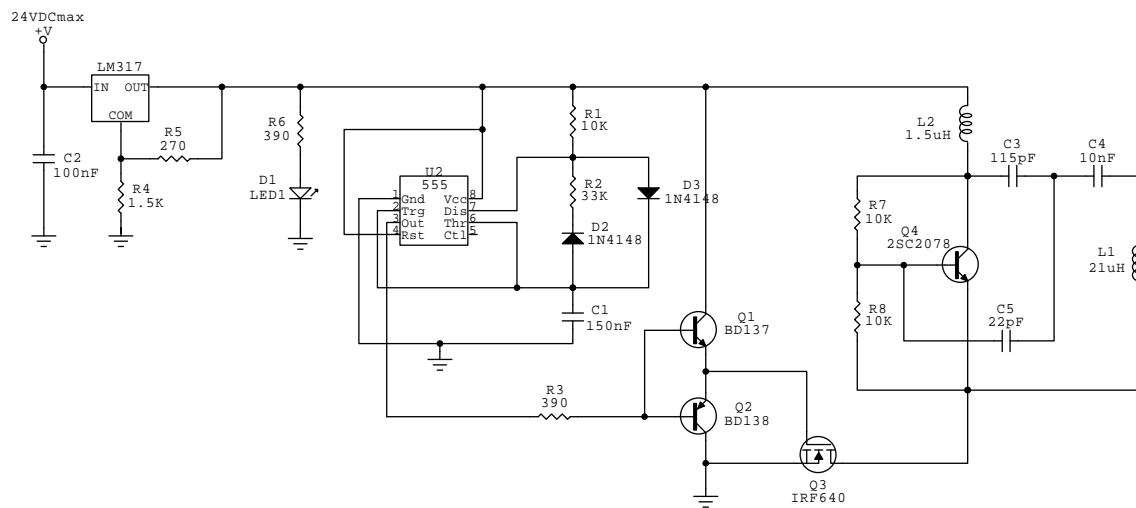 24VDCmax
+V
LM317
IN OUT
COM
R5
270
C2
100nF
R4
1.5K
R6
390
D1
LED1
U2
555
1 Gnd Vcc 8
2 Trg Dis 7
3 Out Thr 6
4 Rst Ctl 5
R1
10K
R2
33K
D3
1N4148
D2
1N4148
C1
150nF
R3
390
Q1
BD137
Q2
BD138
Q3
IRF640
L2
1.5uH
C3
115pF
C4
10nF
R7
10K
Q4
2SC2078
L1
21uH
R8
10K
C5
22pF